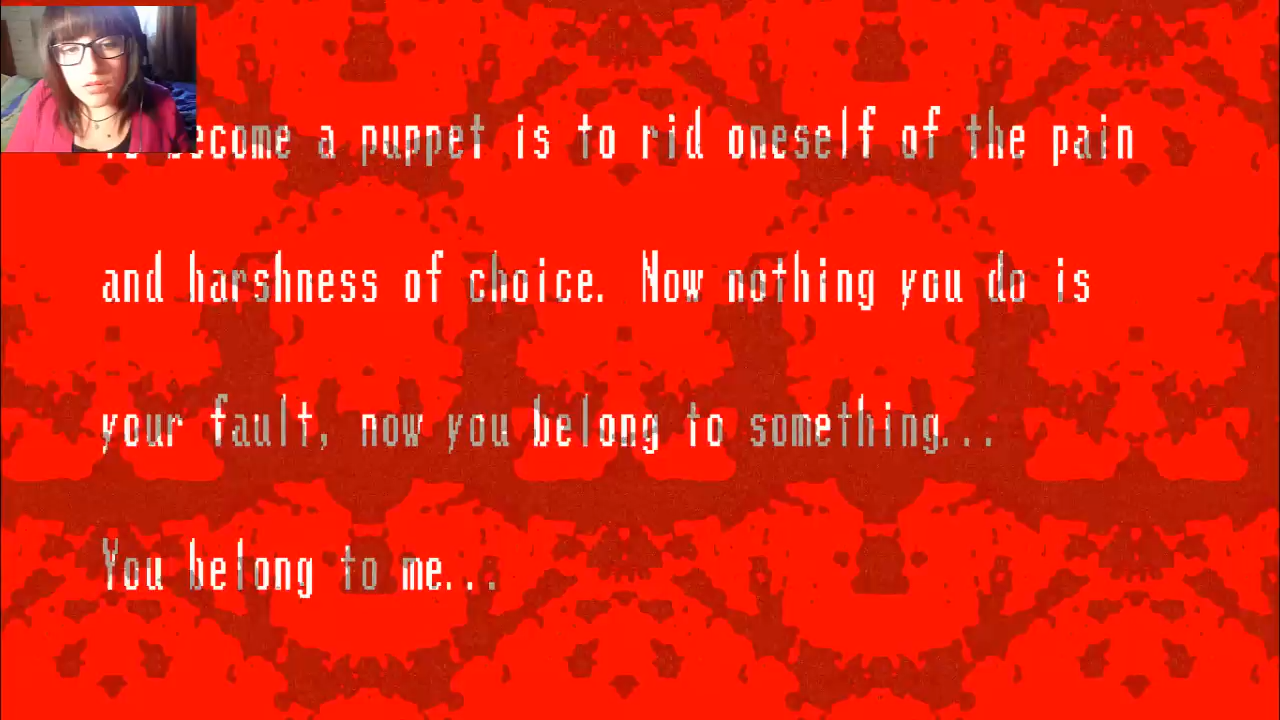 become a puppet is to rid oneself of the pain
and harshness of choice. Now nothing you do is
your fault, now you belong to something...
You belong to me...